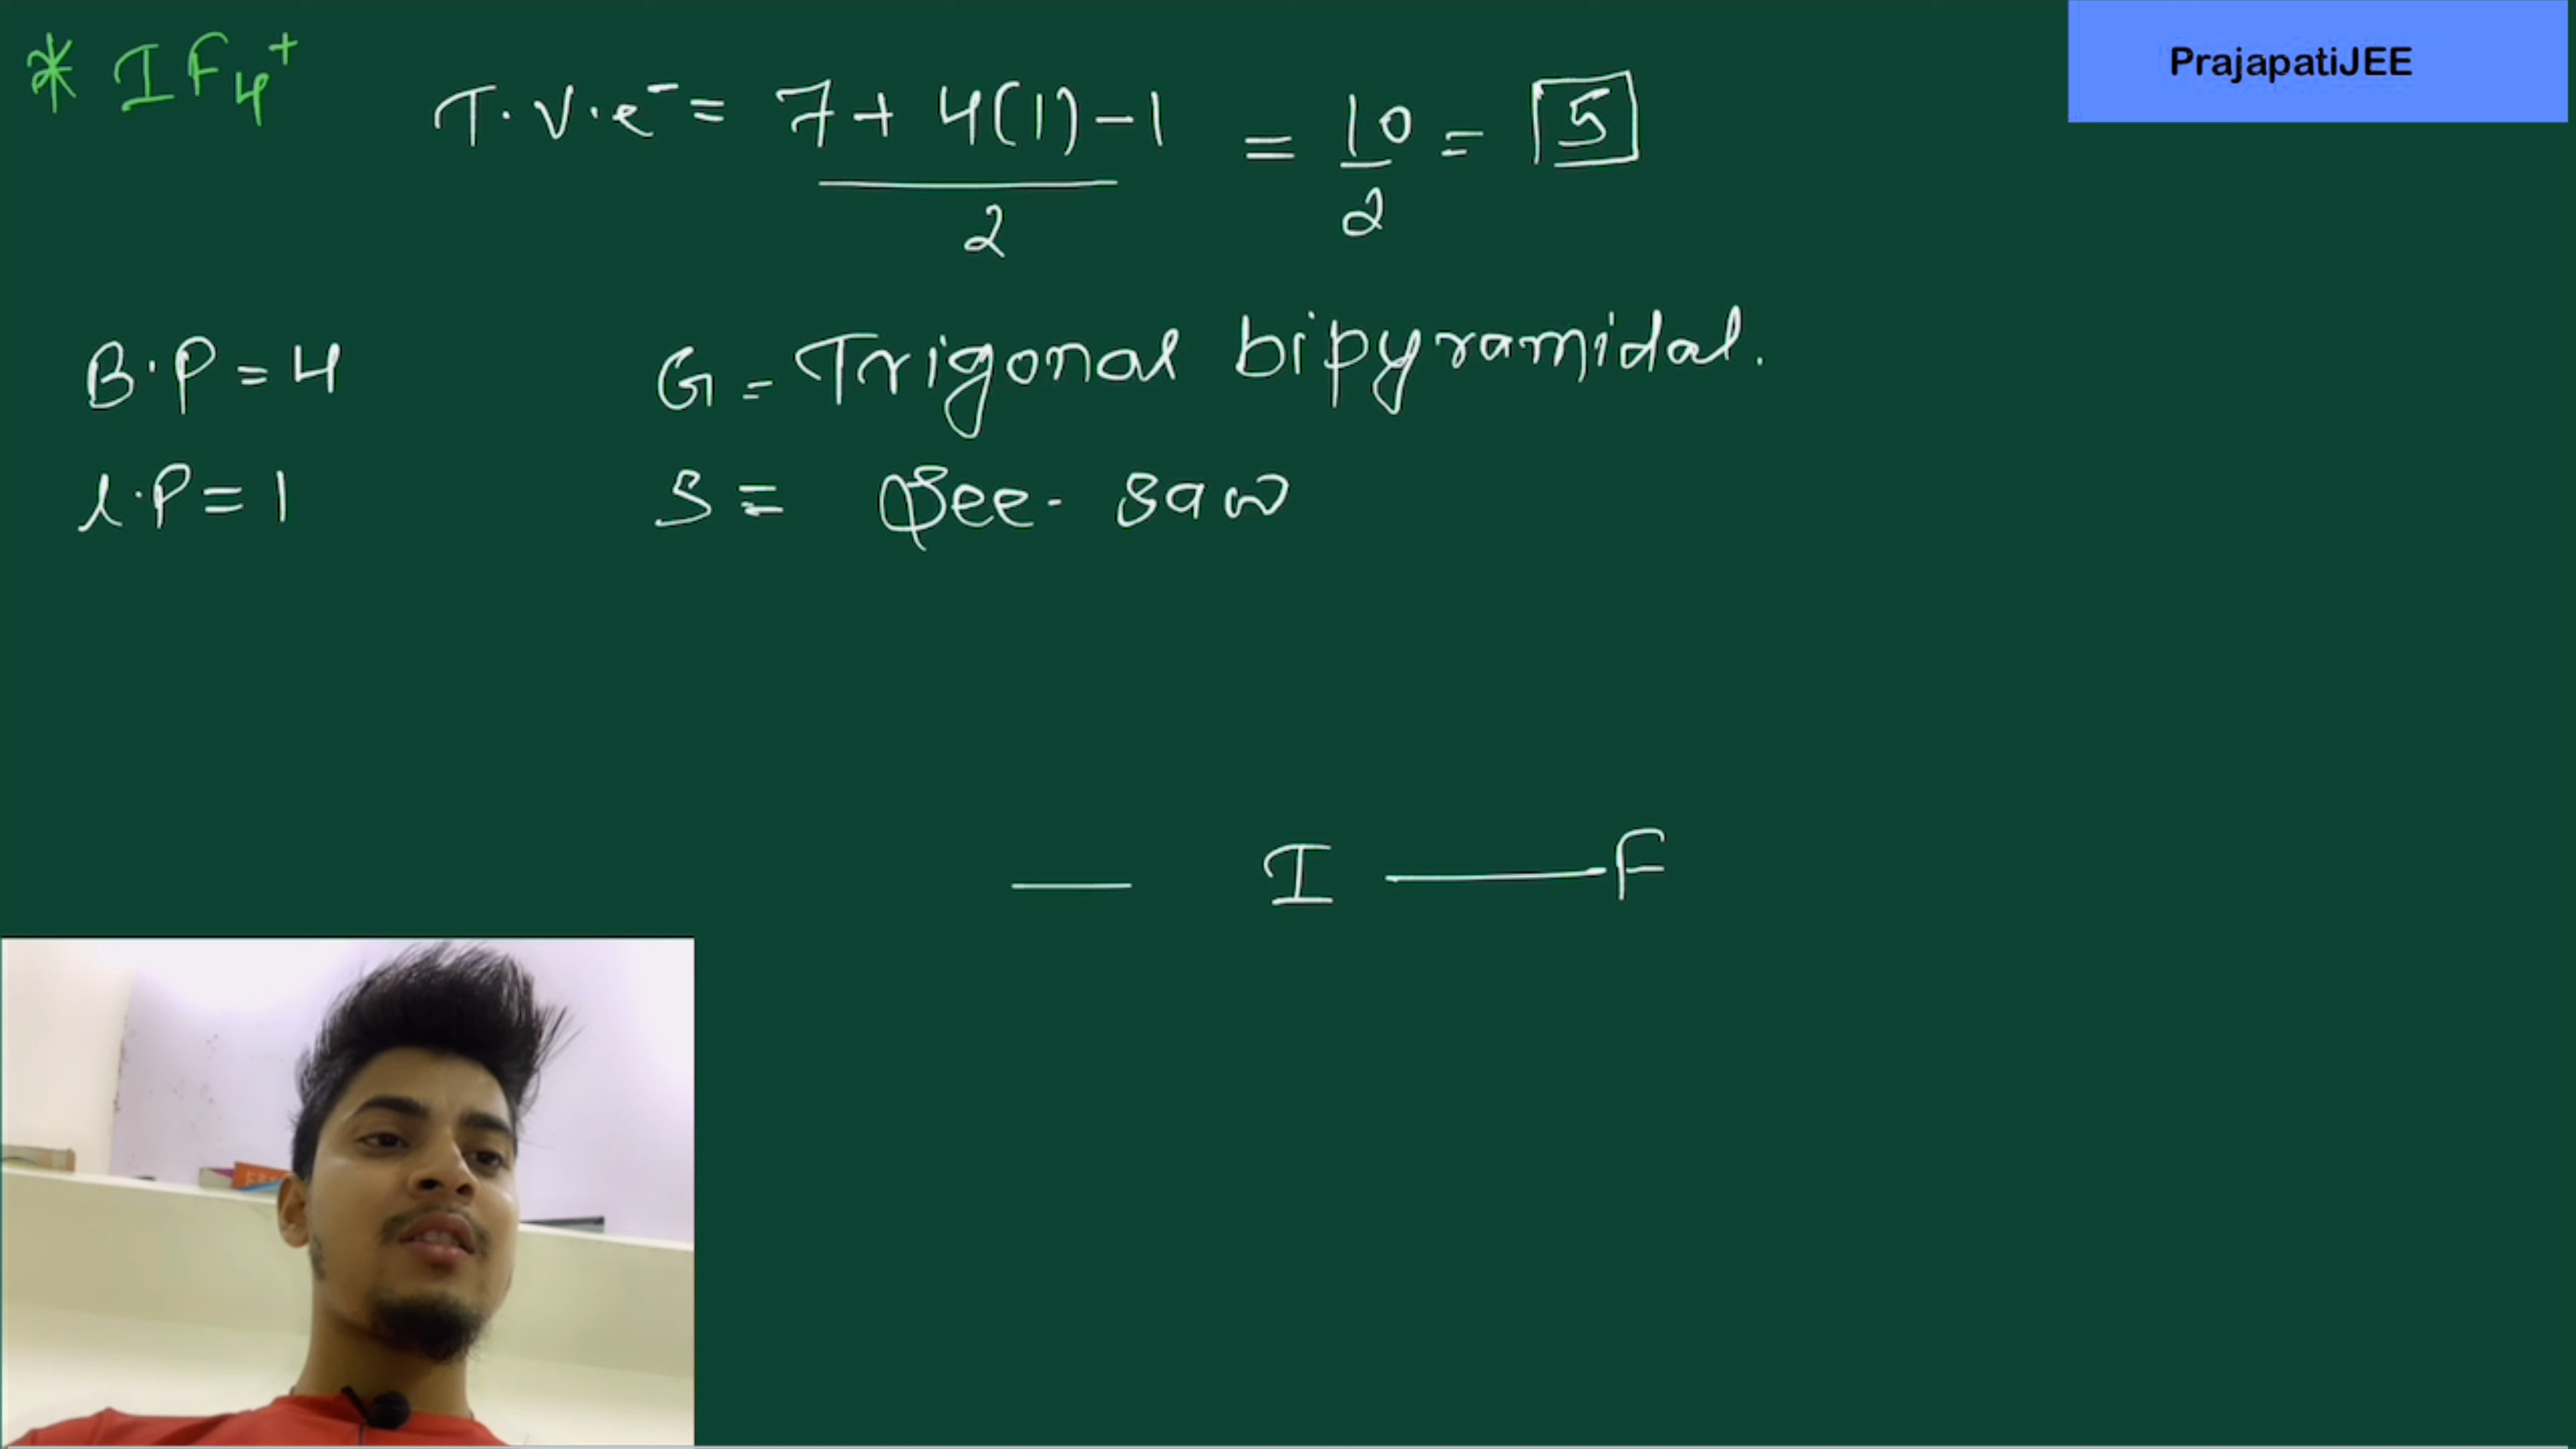 * IF₄⁺
T.V.e⁻ = 7+4(1)-1 / 2 = 10/2 = 5
PrajapatiJEE
B.P = 4
G = Trigonal bipyramidal.
l.P = 1
S = See-saw
— I — F